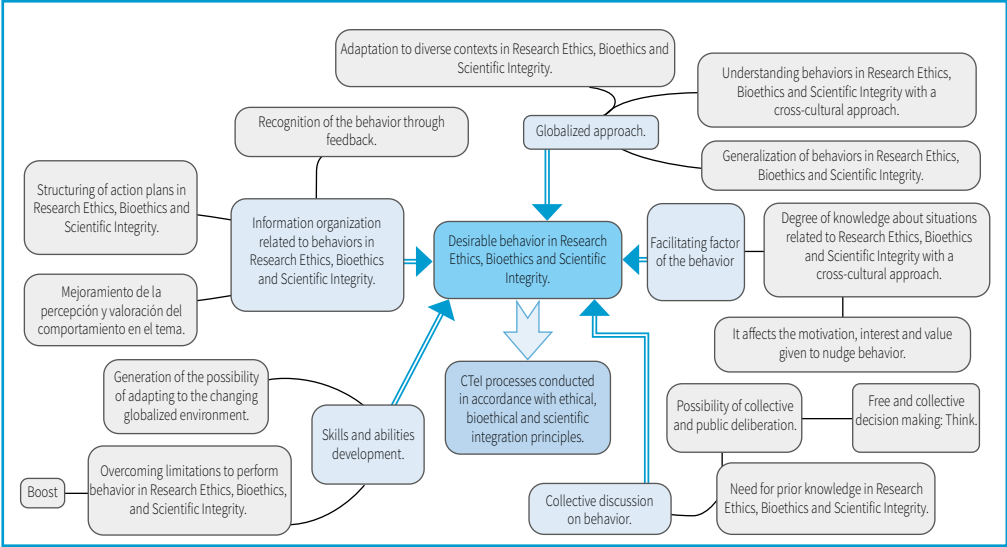 Adaptation to diverse contexts in Research Ethics, Bioethics and
Scientific Integrity.
Understanding behaviors in Research Ethics,
Bioethics and Scientific Integrity with a
cross-cultural approach.
Globalized approach.
Recognition of the behavior through
feedback.
Generalization of behaviors in Research Ethics,
Bioethics and Scientific Integrity.
Structuring of action plans in
Research Ethics, Bioethics and
Scientific Integrity.
Information organization
related to behaviors in
Research Ethics, Bioethics
and Scientific Integrity.
Desirable behavior in Research
Ethics, Bioethics and Scientific
Integrity.
Facilitating factor
of the behavior
Degree of knowledge about situations
related to Research Ethics, Bioethics
and Scientific Integrity with a
cross-cultural approach.
Mejoramiento de la
percepción y valoración del
comportamiento en el tema.
It affects the motivation, interest and value
given to nudge behavior.
Generation of the possibility
of adapting to the changing
globalized environment.
CTeI processes conducted
in accordance with ethical,
bioethical and scientific
integration principles.
Possibility of collective
and public deliberation.
Free and collective
decision making: Think.
Skills and abilities
development.
Boost
Overcoming limitations to perform
behavior in Research Ethics, Bioethics,
and Scientific Integrity.
Collective discussion
on behavior.
Need for prior knowledge in Research
Ethics, Bioethics and Scientific Integrity.